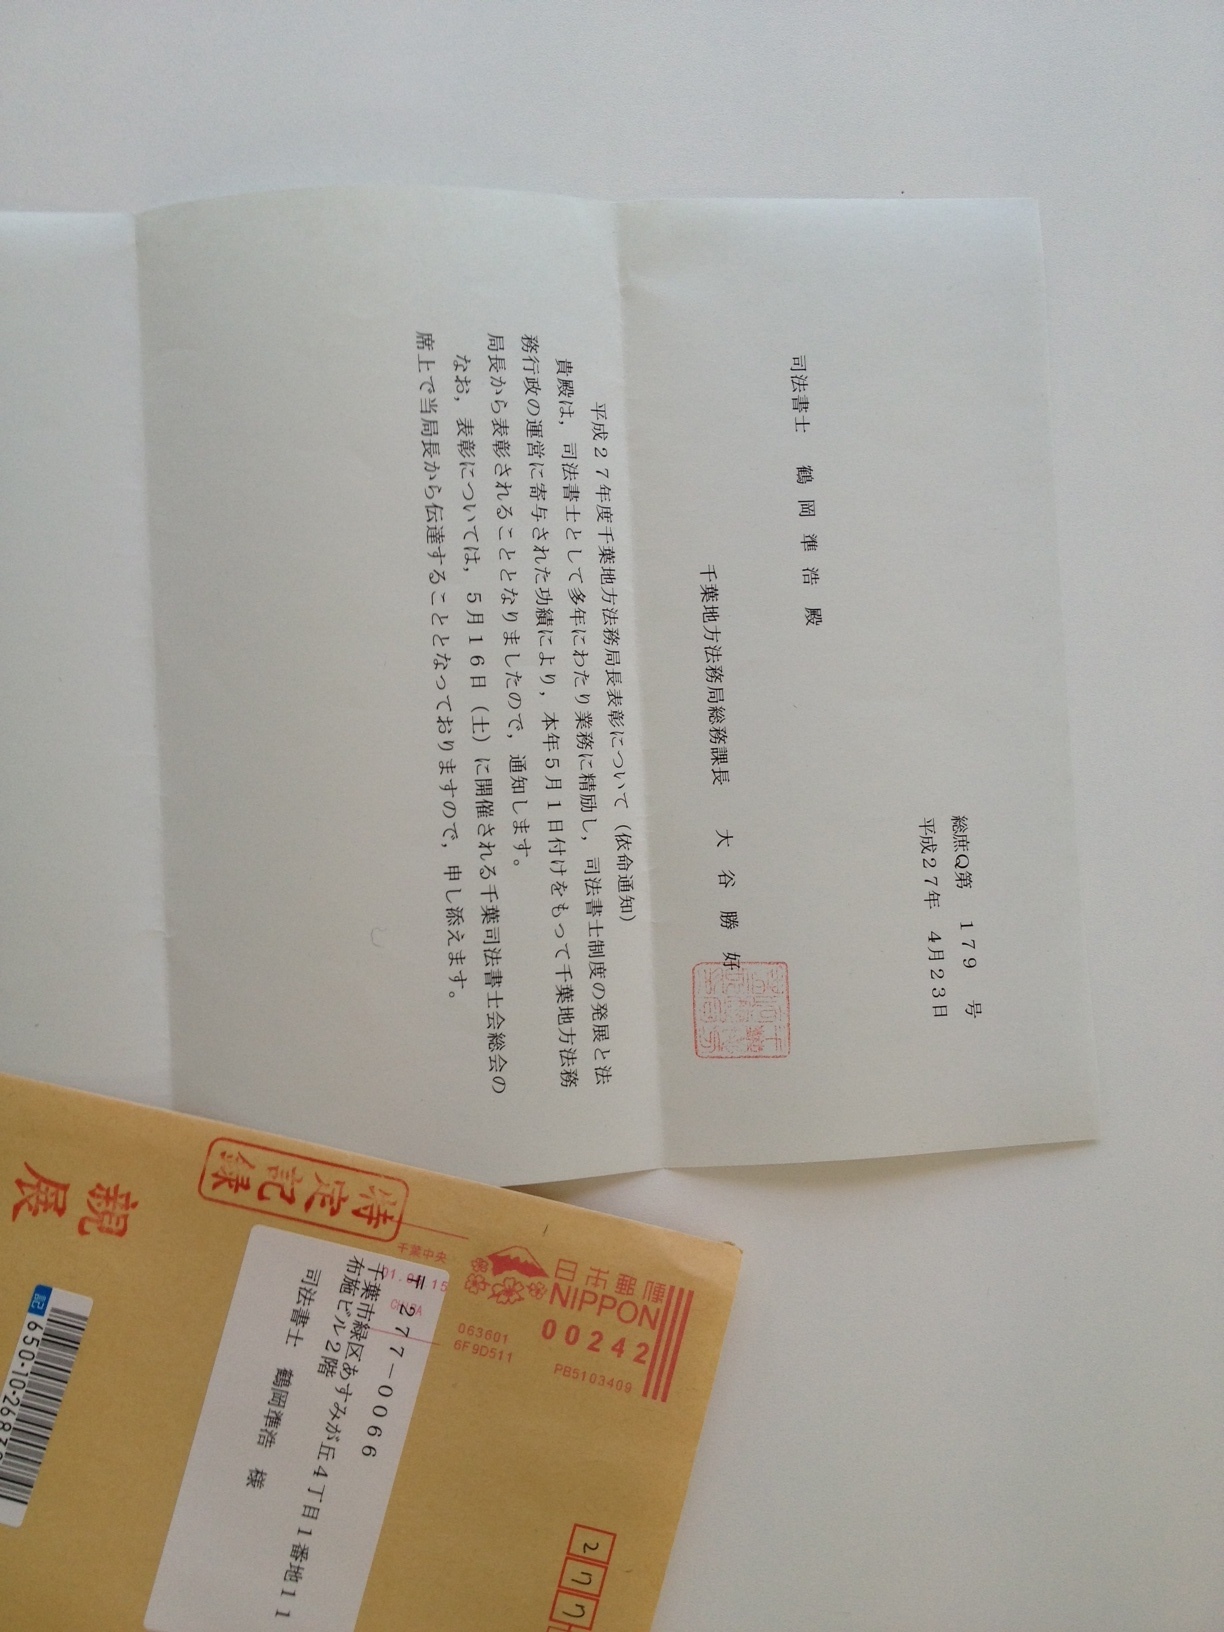 総庶Q第 179 号
平成27年 4月23日
司法書士 鶴岡準浩 殿
千葉地方法務局総務課長 大谷勝好
平成27年度千葉地方法務局長表彰について(依命通知)
貴殿は,司法書士として多年にわたり業務に精励し,司法書士制度の発展と法
務行政の運営に寄与された功績により,本年5月1日付けをもって千葉地方法務
局長から表彰されることとなりましたので,通知します。
なお,表彰については,5月16日(土)に開催される千葉司法書士会総会の
席上で当局長から伝達することとなっておりますので,申し添えます。
特定記録
親展
千葉中央
CHIBA
日本郵便
NIPPON
00242
063601
6F9D511
PB5103409
〒277-0066
千葉市緑区あすみが丘4丁目1番地11
布施ビル2階
司法書士 鶴岡準浩 様
277
記